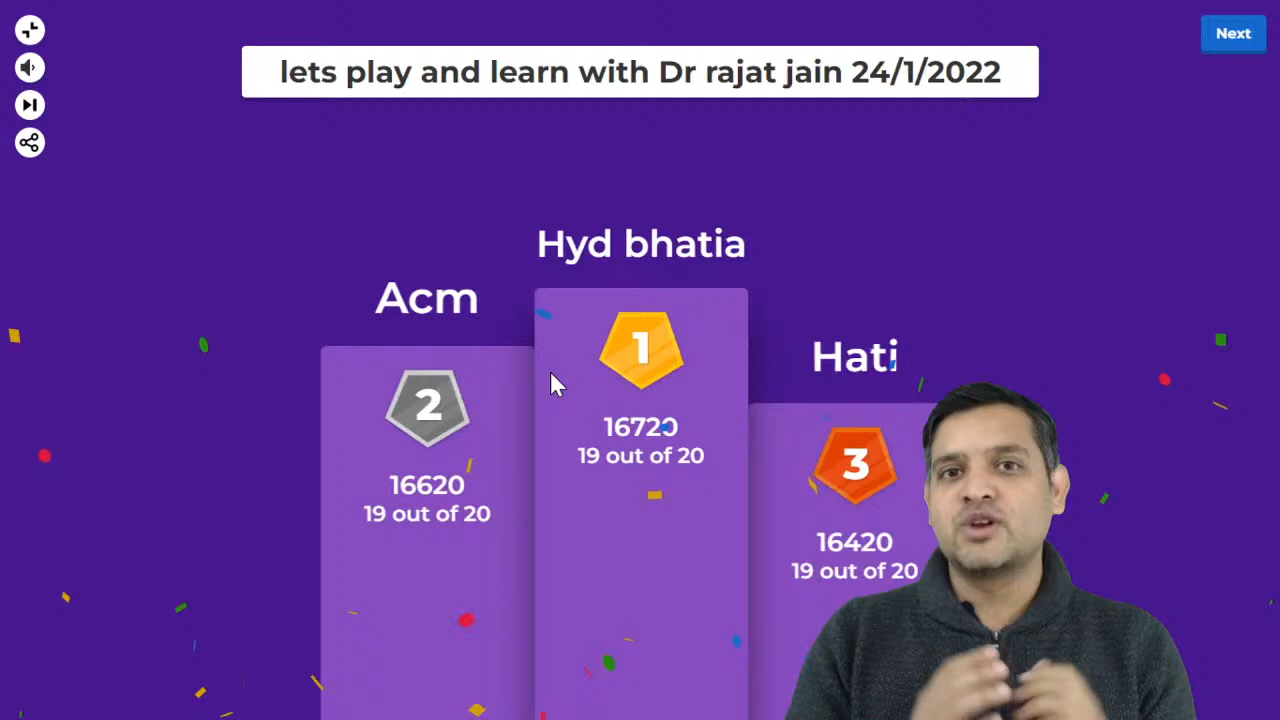 Next
lets play and learn with Dr rajat jain 24/1/2022
Hyd bhatia
Acm
Hati
1
2
3
16720
19 out of 20
16620
19 out of 20
16420
19 out of 20